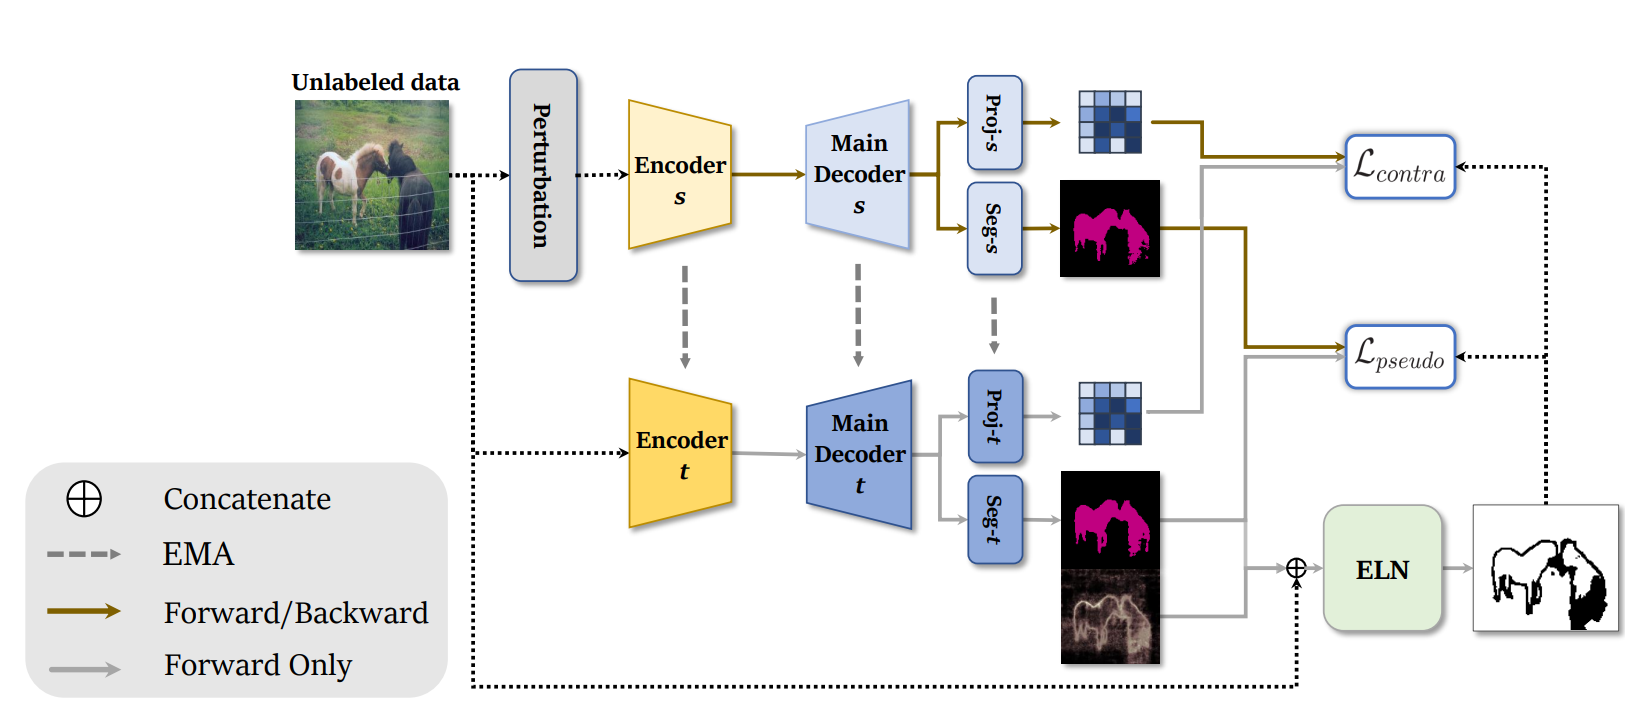 Unlabeled data
Perturbation
Encoder
s
Main
Decoder
s
Proj-s
Seg-s
ℒcontra
ℒpseudo
Encoder
t
Main
Decoder
t
Proj-t
Seg-t
ELN
Concatenate
EMA
Forward/Backward
Forward Only